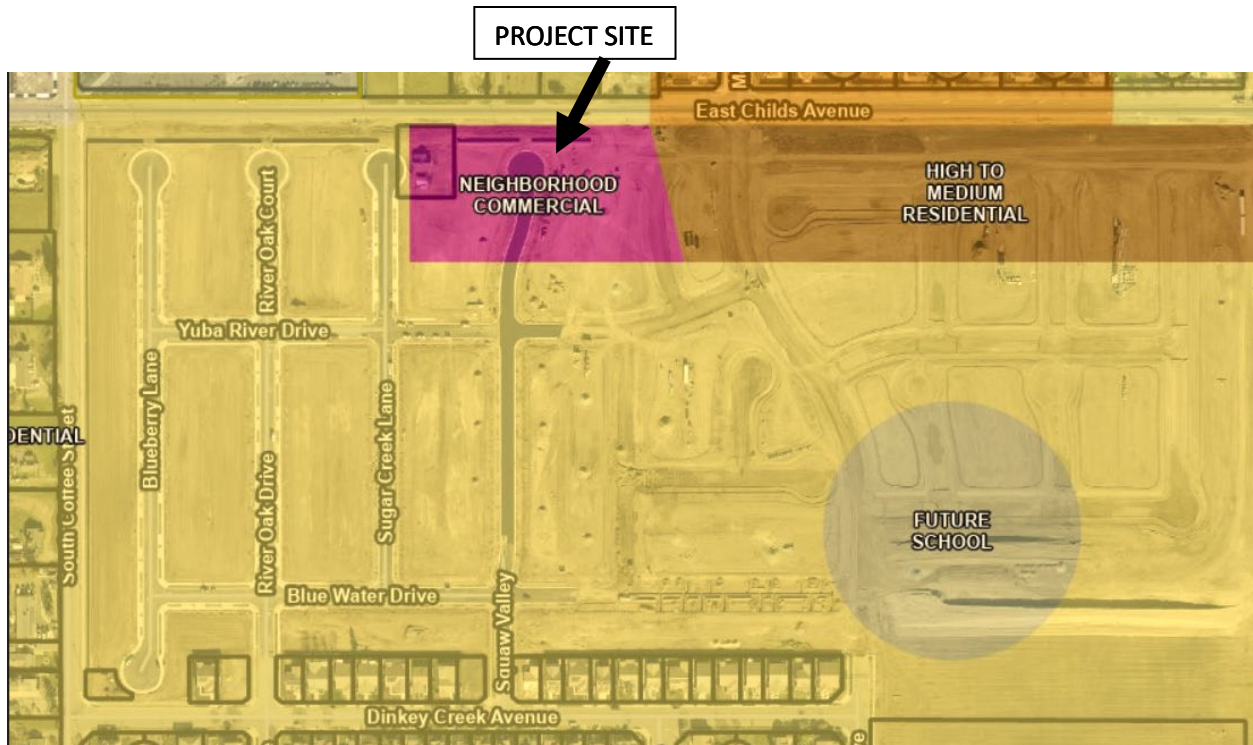 PROJECT SITE
East Childs Avenue
NEIGHBORHOOD
COMMERCIAL
HIGH TO
MEDIUM
RESIDENTIAL
River Oak Court
Yuba River Drive
Blueberry Lane
South Coffee Street
DENTIAL
Sugar Creek Lane
River Oak Drive
FUTURE
SCHOOL
Blue Water Drive
Squaw Valley
Dinkey Creek Avenue